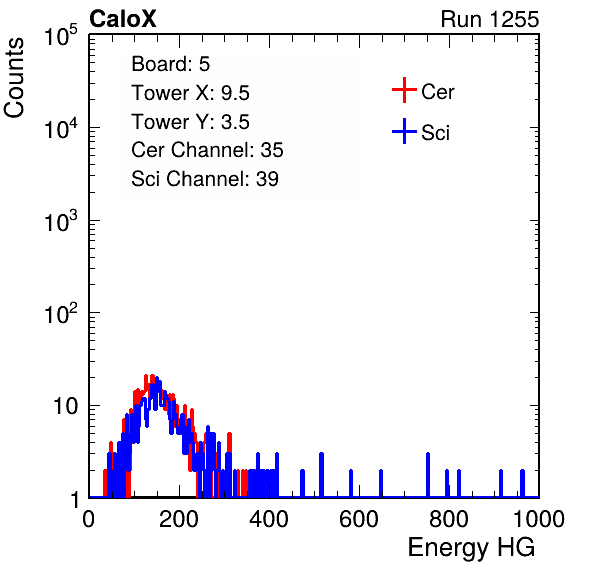 CaloX Run 1255
Counts
10^5
10^4
10^3
10^2
10
1
Board: 5
Tower X: 9.5
Tower Y: 3.5
Cer Channel: 35
Sci Channel: 39
Cer
Sci
0 200 400 600 800 1000
Energy HG